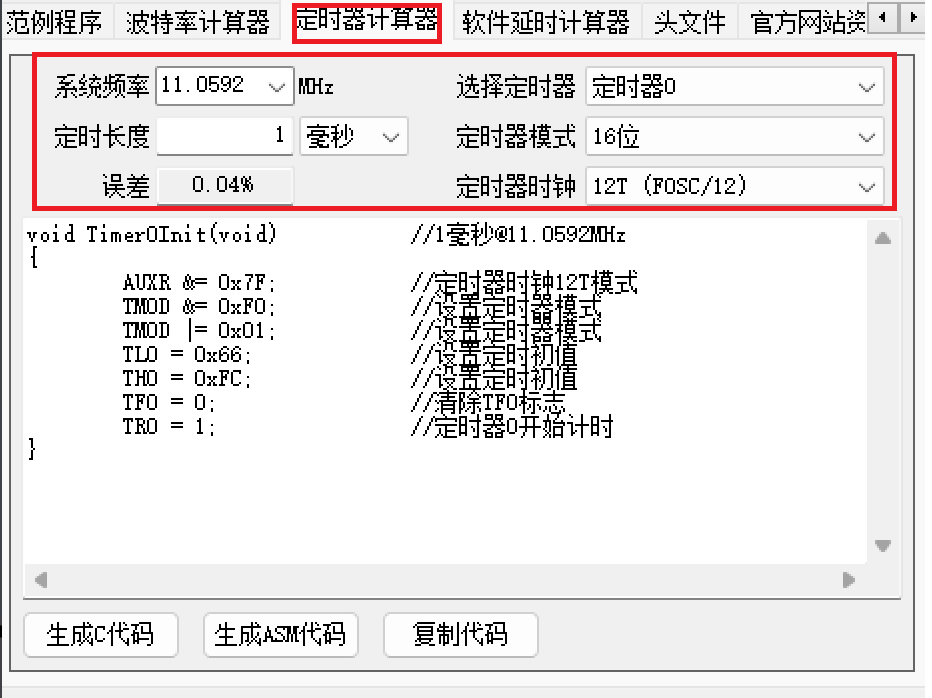 范例程序 波特率计算器 定时器计算器 软件延时计算器 头文件 官方网站资
系统频率 11.0592 MHz 选择定时器 定时器0
定时长度 1 毫秒 定时器模式 16位
误差 0.04% 定时器时钟 12T (FOSC/12)
void Timer0Init(void) //1毫秒@11.0592MHz
{
AUXR &= 0x7F; //定时器时钟12T模式
TMOD &= 0xF0; //设置定时器模式
TMOD |= 0x01; //设置定时器模式
TL0 = 0x66; //设置定时初值
TH0 = 0xFC; //设置定时初值
TF0 = 0; //清除TF0标志
TR0 = 1; //定时器0开始计时
}
生成C代码 生成ASM代码 复制代码